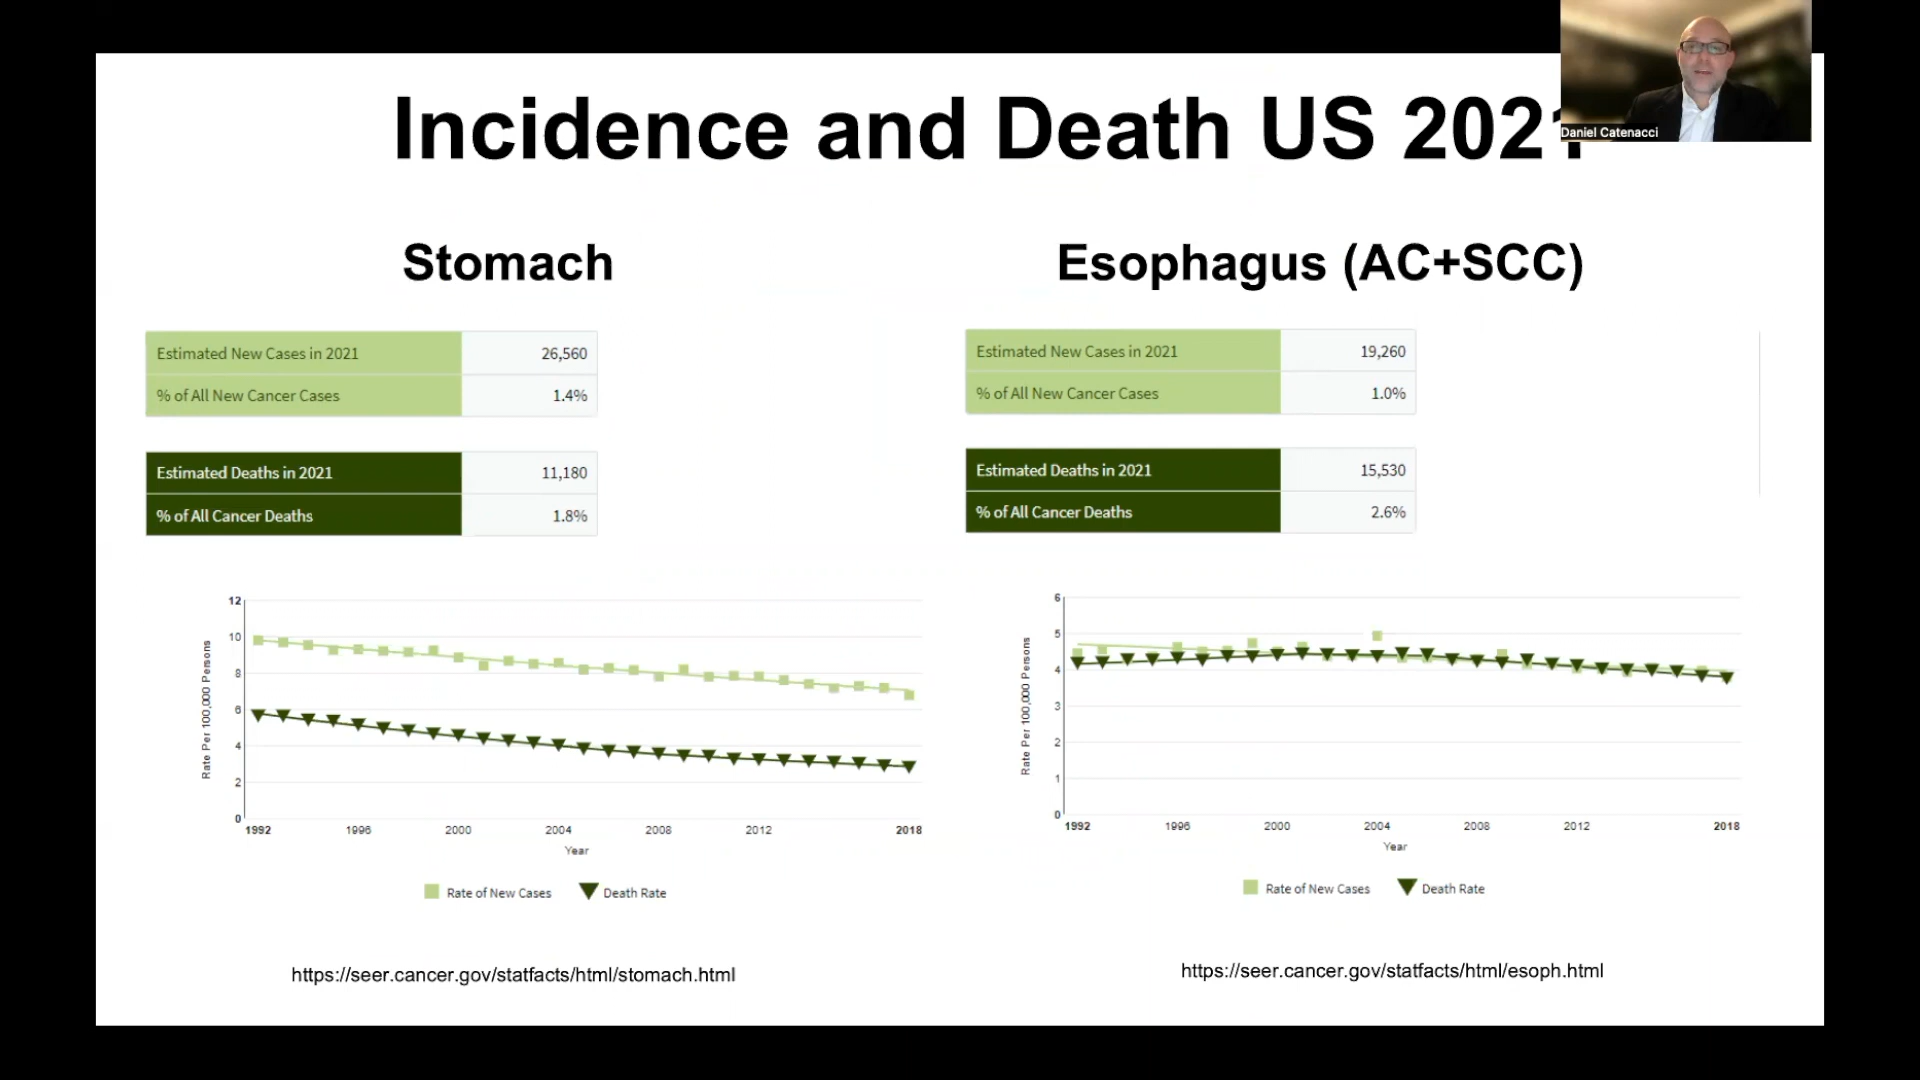 Incidence and Death US 2021
Daniel Catenacci
Stomach
Estimated New Cases in 2021 26,560
% of All New Cancer Cases 1.4%
Estimated Deaths in 2021 11,180
% of All Cancer Deaths 1.8%
12
10
8
6
4
2
0
Rate Per 100,000 Persons
1992 1996 2000 2004 2008 2012 2018
Year
Rate of New Cases Death Rate
https://seer.cancer.gov/statfacts/html/stomach.html
Esophagus (AC+SCC)
Estimated New Cases in 2021 19,260
% of All New Cancer Cases 1.0%
Estimated Deaths in 2021 15,530
% of All Cancer Deaths 2.6%
6
5
4
3
2
1
0
Rate Per 100,000 Persons
1992 1996 2000 2004 2008 2012 2018
Year
Rate of New Cases Death Rate
https://seer.cancer.gov/statfacts/html/esoph.html